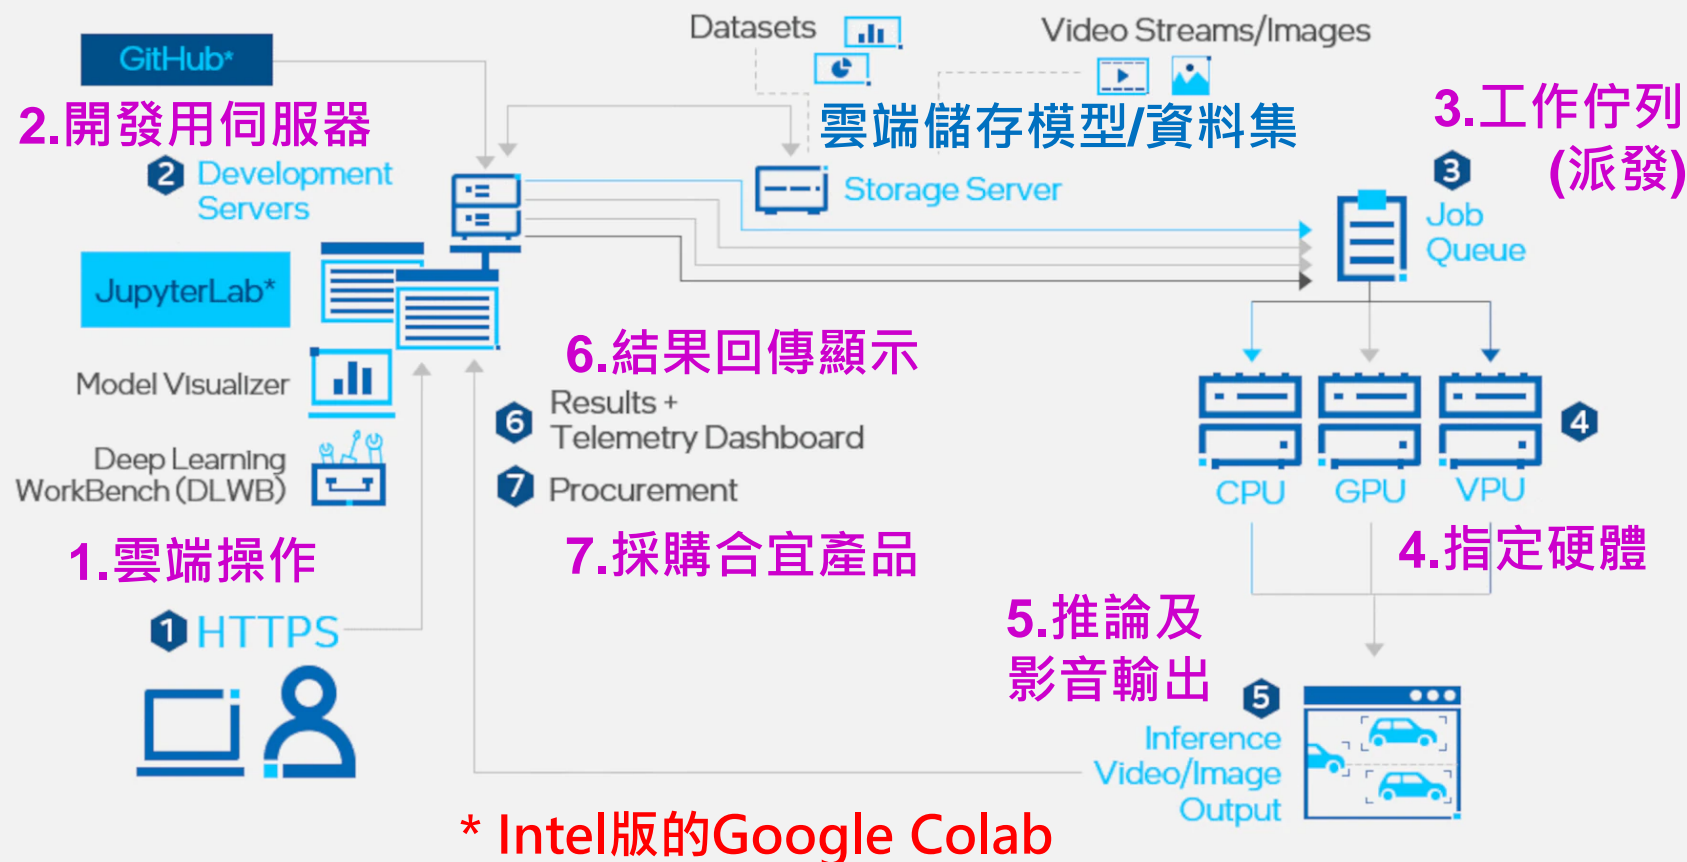 Datasets
Video Streams/Images
GitHub*
2.開發用伺服器
雲端儲存模型/資料集
3.工作佇列
(派發)
2 Development
Servers
Storage Server
3
Job
Queue
JupyterLab*
6.結果回傳顯示
Model Visualizer
6 Results +
Telemetry Dashboard
4
Deep Learning
WorkBench (DLWB)
7 Procurement
CPU
GPU
VPU
1.雲端操作
7.採購合宜產品
4.指定硬體
1 HTTPS
5.推論及
影音輸出
5
Inference
Video/Image
Output
* Intel版的Google Colab